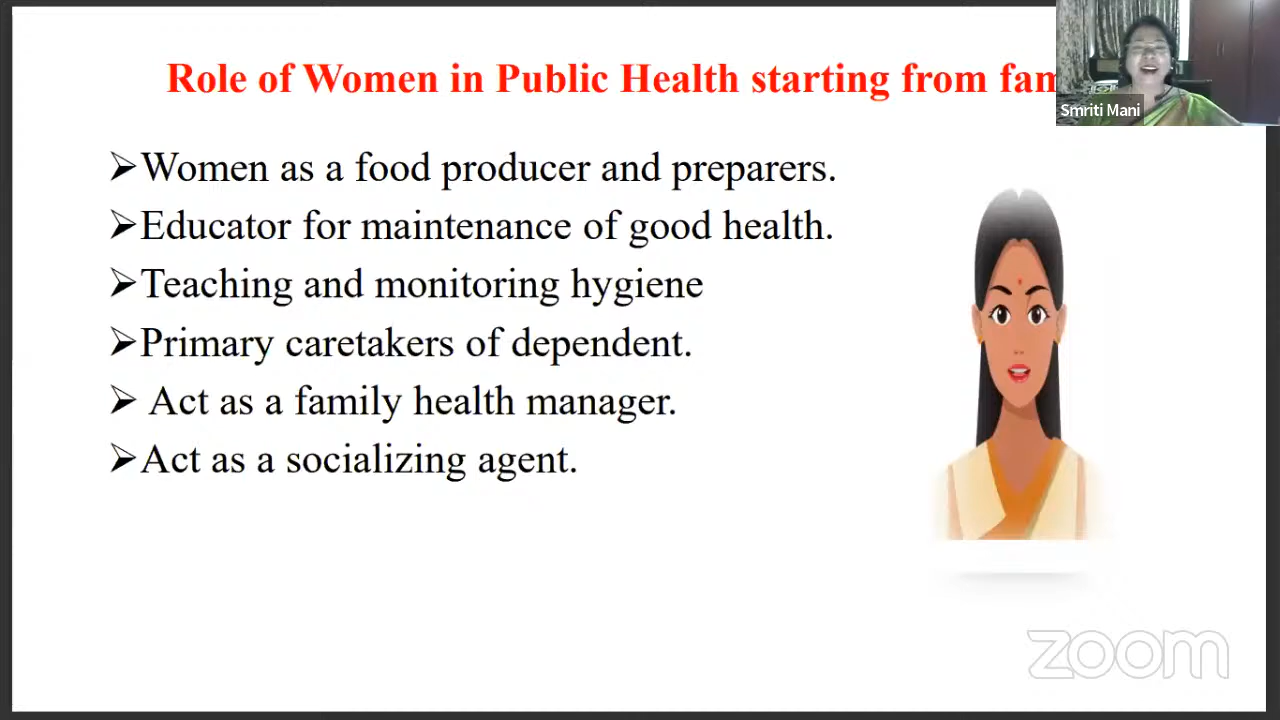 Role of Women in Public Health starting from
Smriti Mani
➢Women as a food producer and preparers.
➢Educator for maintenance of good health.
➢Teaching and monitoring hygiene
➢Primary caretakers of dependent.
➢ Act as a family health manager.
➢Act as a socializing agent.
zoom